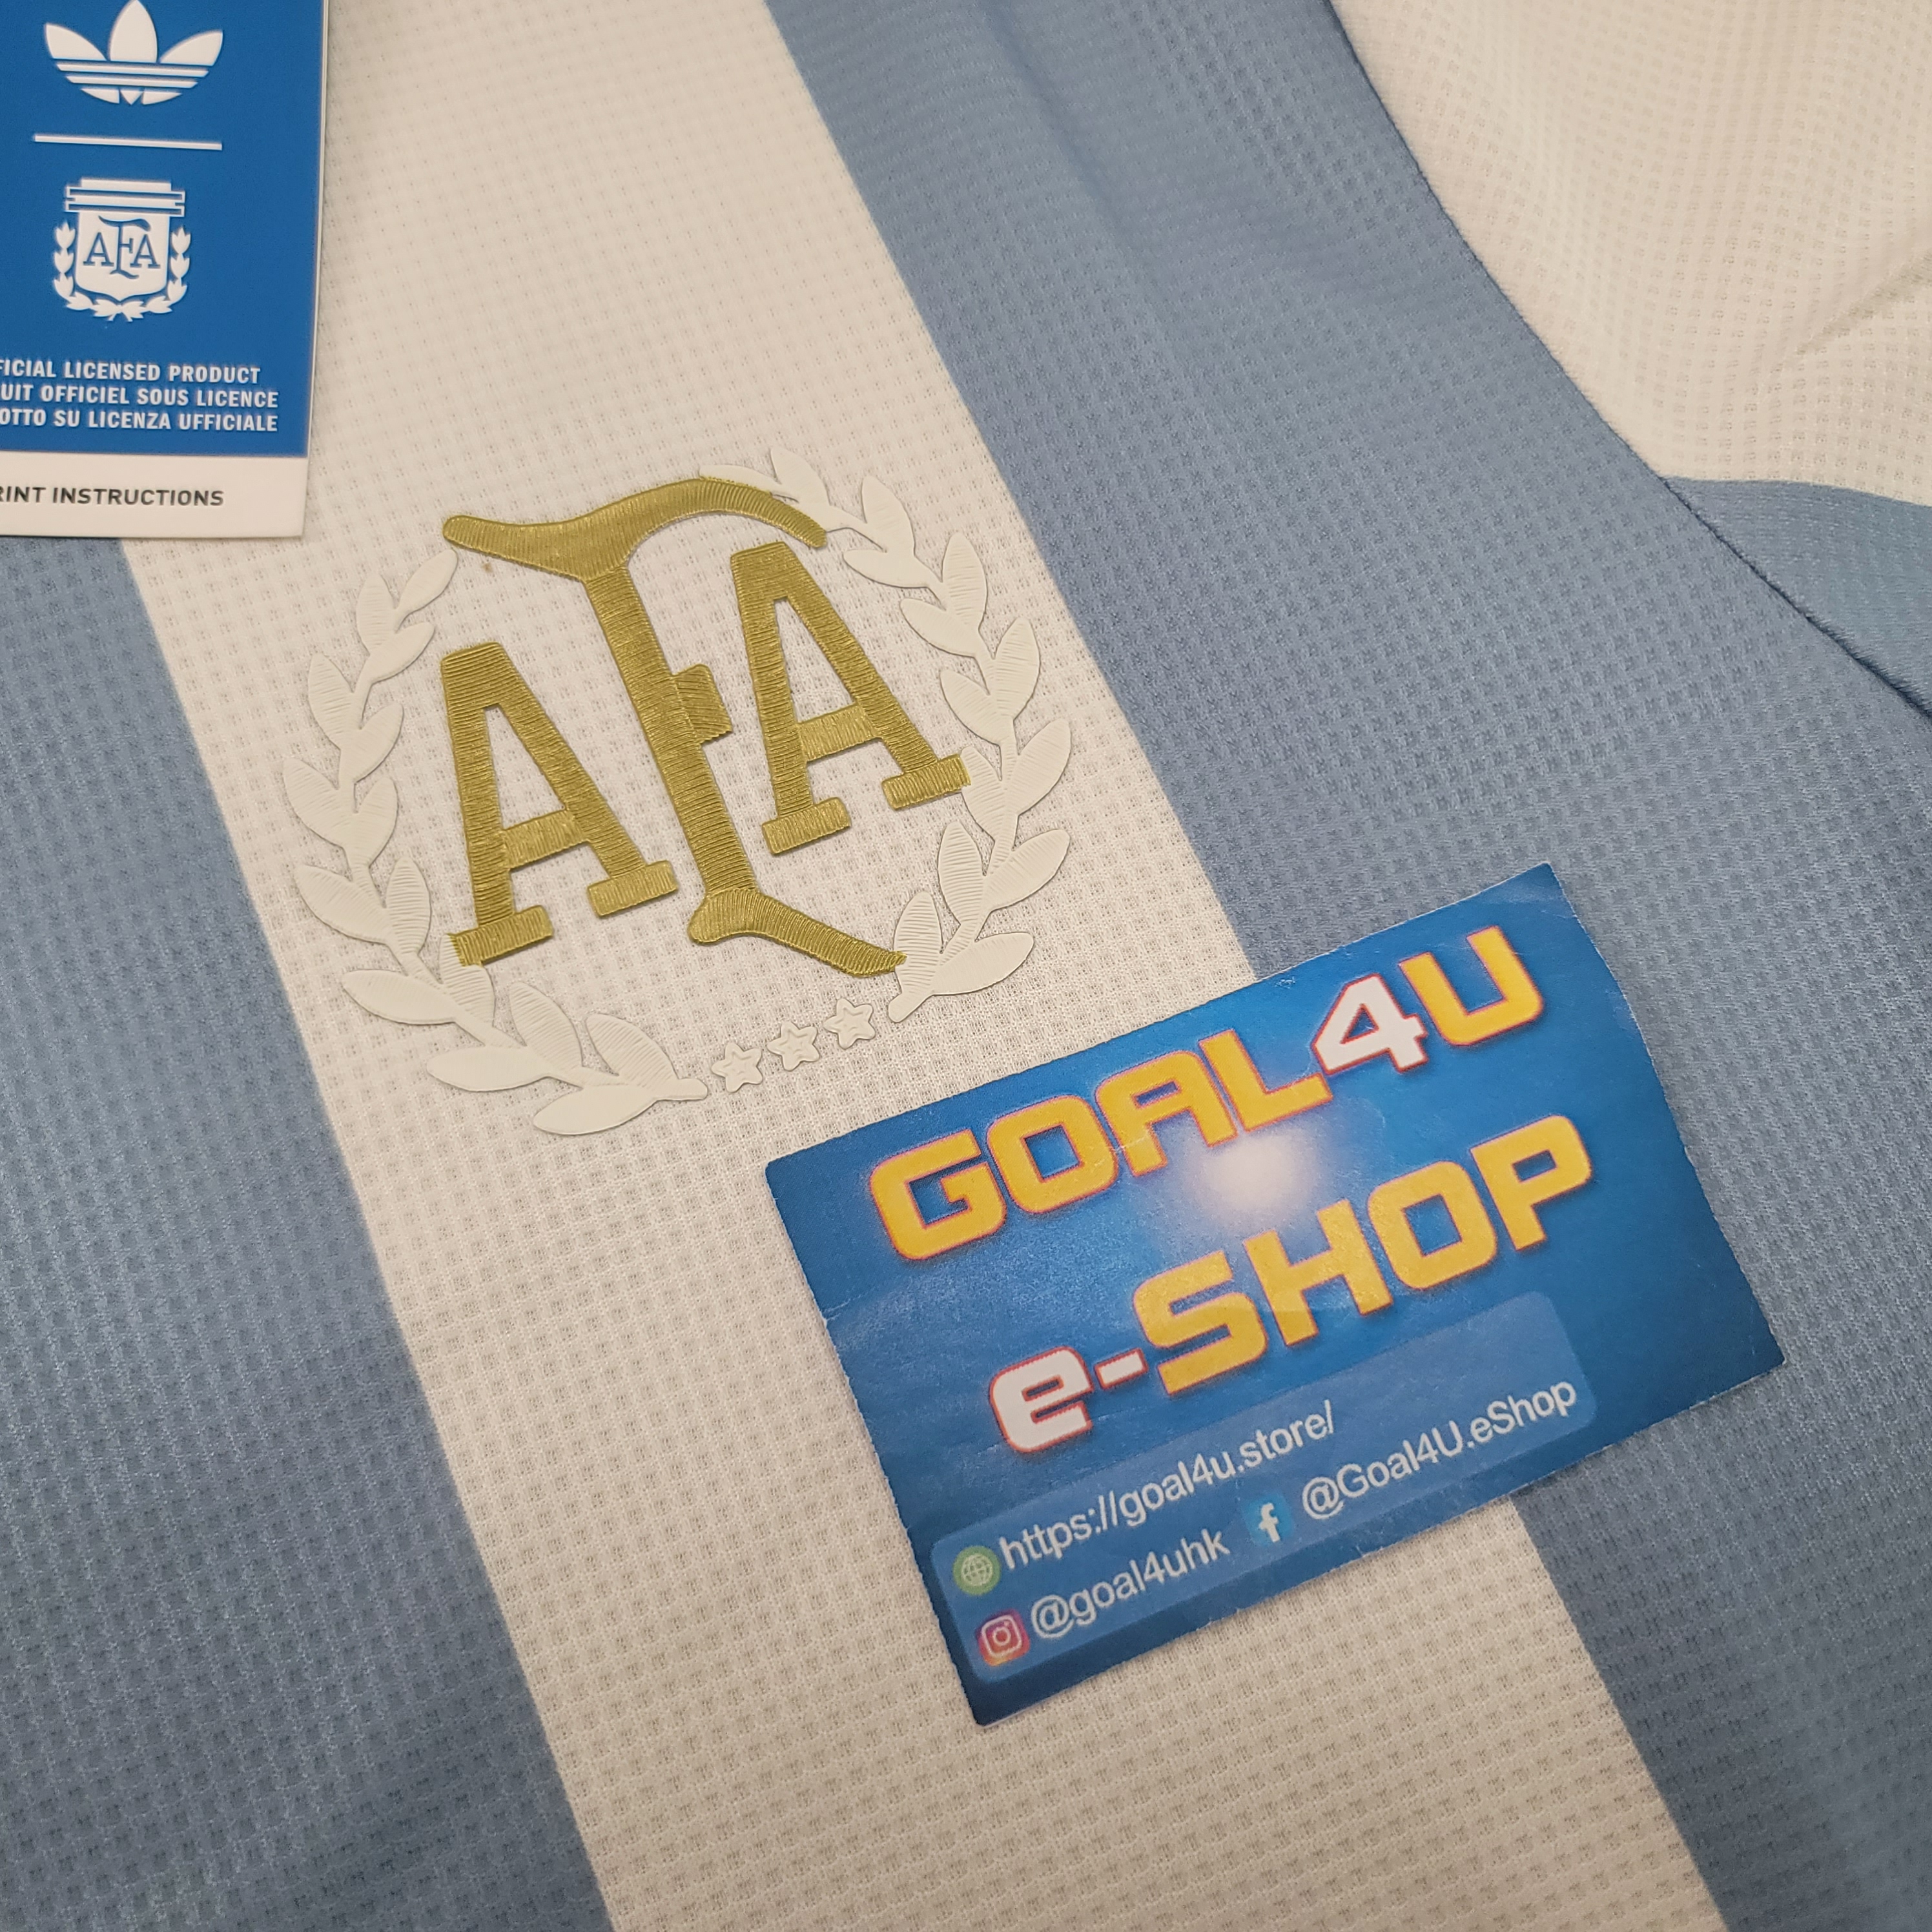 AFA
FICIAL LICENSED PRODUCT
UIT OFFICIEL SOUS LICENCE
OTTO SU LICENZA UFFICIALE
RINT INSTRUCTIONS
AFA
GOAL4U
e-SHOP
https://goal4u.store/
@goal4uhk @Goal4U.eShop